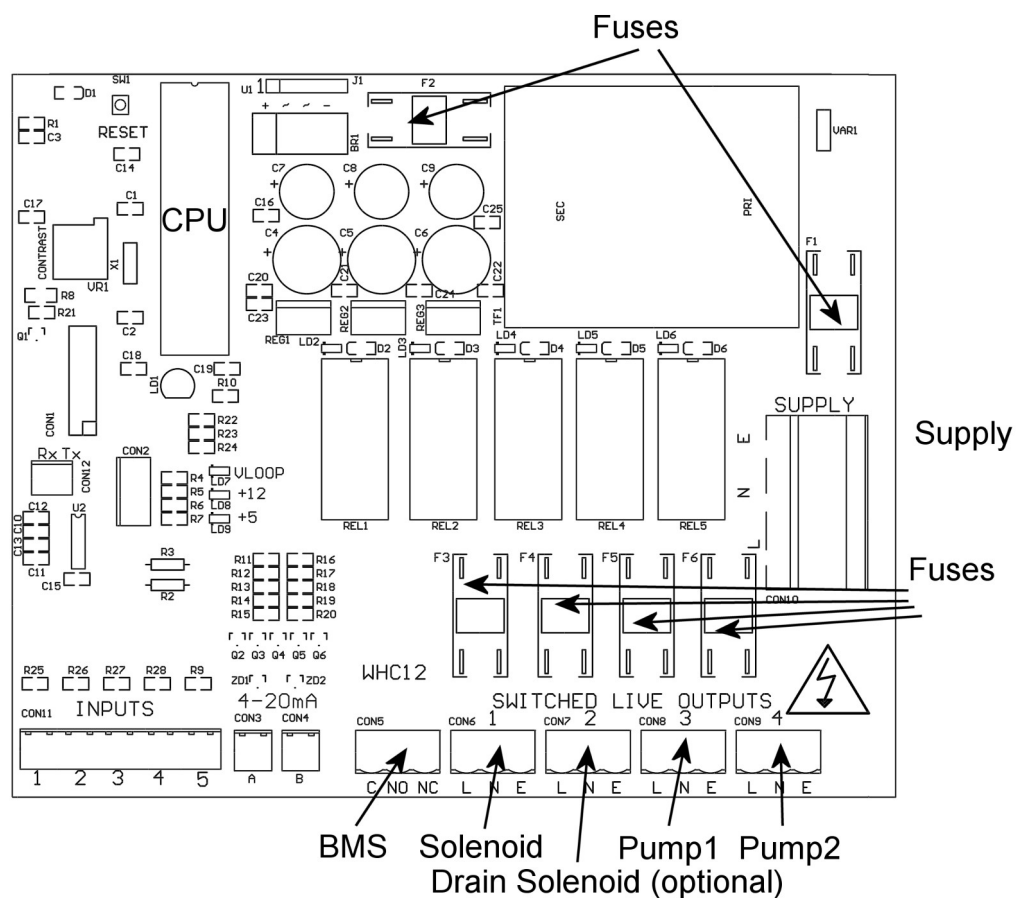 Fuses
SW1
D1
U1 1
J1
F2
VAR1
R1
C3
RESET
C14
+ ~ ~ -
BR1
C7
C8
C9
+
+
+
C17
C1
C16
C25
CPU
SEC
PRI
CONTRAST
C4
C5
C6
+
+
+
F1
X1
VR1
C20
C21
C22
C24
R8
R21
C23
TF1
C2
Q1
REG1
REG2
REG3
LD2
D2
LD3
D3
LD4
D4
LD5
D5
LD6
D6
C18
C19
LD1
R10
CON1
SUPPLY
R22
R23
R24
E
Supply
Rx Tx
CON12
CON2
VLOOP
LD7
R4
R5
R6
R7
+12
LD8
+5
LD9
N
C12
C10
C13
C11
U2
REL1
REL2
REL3
REL4
REL5
L
C15
R3
R2
R11
R12
R13
R14
R15
R16
R17
R18
R19
R20
F3
F4
F5
F6
Fuses
CON10
Q2
Q3
Q4
Q5
Q6
R25
R26
R27
R28
R9
ZD1
ZD2
WHC12
4-20mA
SWITCHED LIVE OUTPUTS
CON11
INPUTS
CON3
CON4
CON5
CON6
1
CON7
2
CON8
3
CON9
4
1 2 3 4 5
A
B
C NO NC
L N E
L N E
L N E
L N E
BMS
Solenoid
Pump1
Pump2
Drain Solenoid (optional)